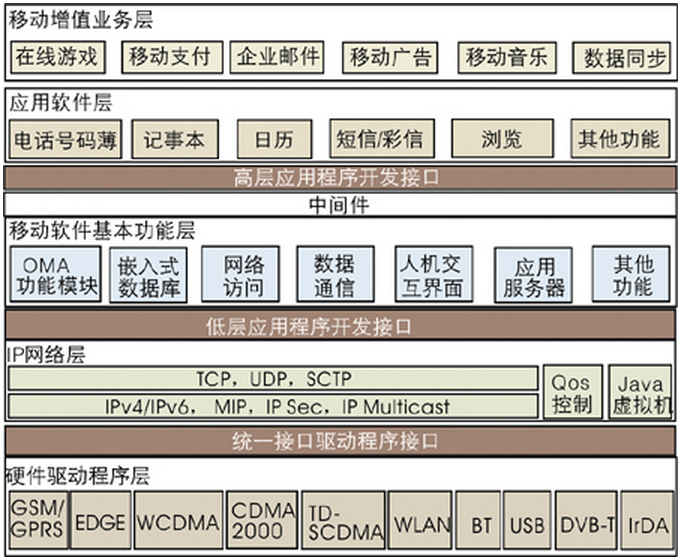 移动增值业务层
在线游戏 移动支付 企业邮件 移动广告 移动音乐 数据同步
应用软件层
电话号码薄 记事本 日历 短信/彩信 浏览 其他功能
高层应用程序开发接口
中间件
移动软件基本功能层
OMA 嵌入式 网络 数据 人机交 应用 其他
功能模块 数据库 访问 通信 互界面 服务器 功能
低层应用程序开发接口
IP网络层
TCP，UDP，SCTP Qos Java
IPv4/IPv6， MIP，IP Sec，IP Multicast 控制 虚拟机
统一接口驱动程序接口
硬件驱动程序层
GSM/ EDGE WCDMA CDMA TD- WLAN BT USB DVB-T IrDA
GPRS 2000 SCDMA